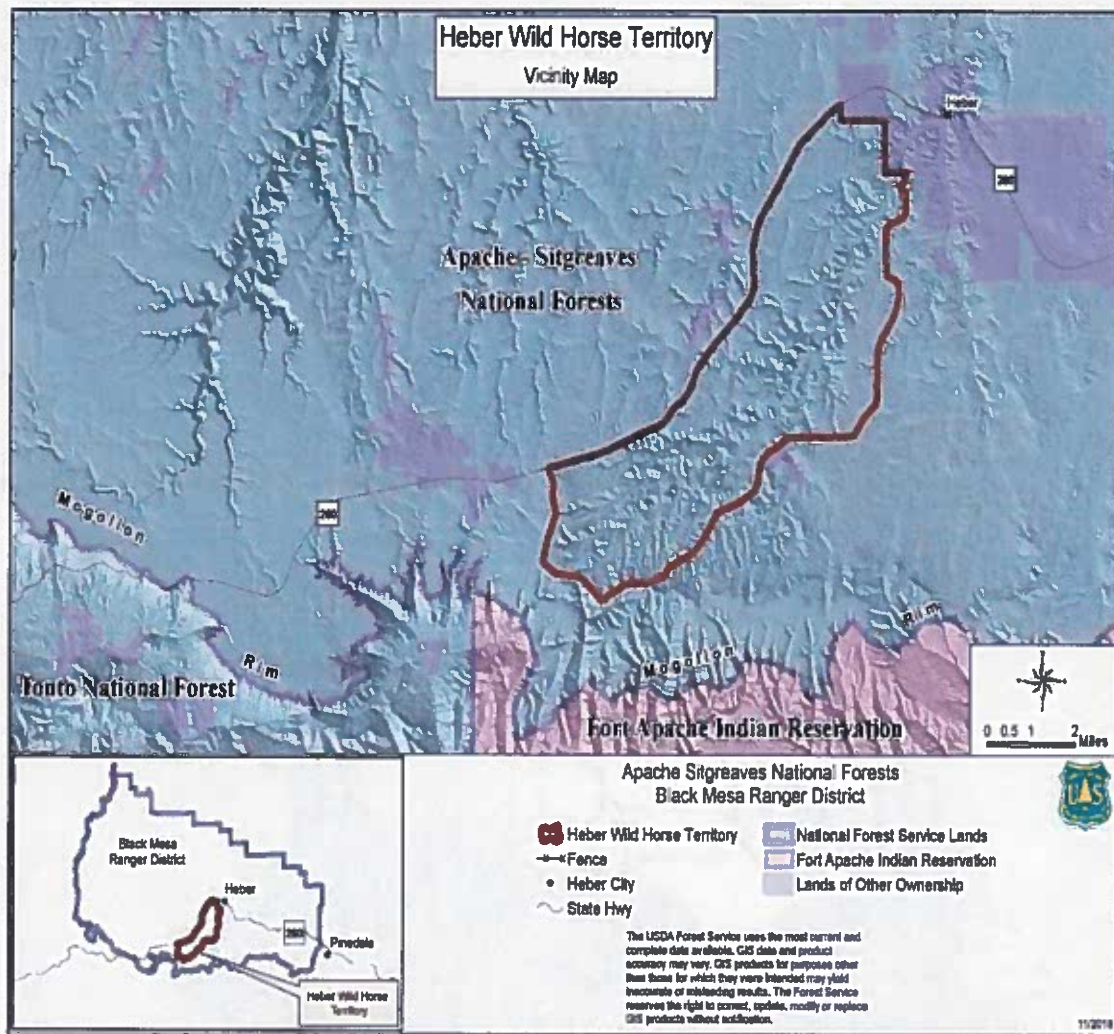 Heber Wild Horse Territory
Vicinity Map
Heber
260
Apache-Sitgreaves
National Forests
Mogollon
Rim
260
Tonto National Forest
Mogollon
Rim
Fort Apache Indian Reservation
0 0.5 1 2
Miles
Black Mesa
Ranger District
Heber
260
Pinedale
Heber Wild Horse
Territory
Apache Sitgreaves National Forests
Black Mesa Ranger District
UAS
Heber Wild Horse Territory
Fence
Heber City
State Hwy
National Forest Service Lands
Fort Apache Indian Reservation
Lands of Other Ownership
The USDA Forest Service uses the most current and
complete data available. GIS data and product
accuracy may vary. GIS products for purposes other
than those for which they were intended may yield
inaccurate or misleading results. The Forest Service
reserves the right to correct, update, modify or replace
GIS products without notification.